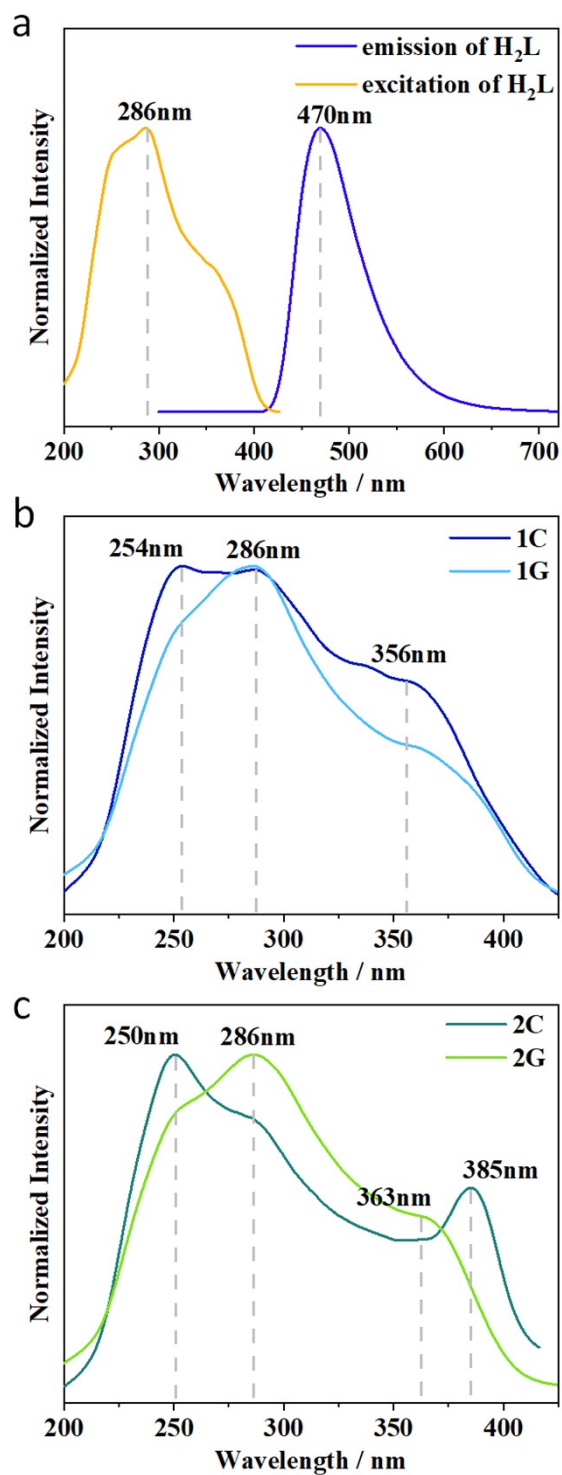 a
emission of H₂L
excitation of H₂L
286nm
470nm
Normalized Intensity
200 300 400 500 600 700
Wavelength / nm
b
1C
1G
254nm
286nm
356nm
Normalized Intensity
200 250 300 350 400
Wavelength / nm
c
2C
2G
250nm
286nm
363nm
385nm
Normalized Intensity
200 250 300 350 400
Wavelength / nm